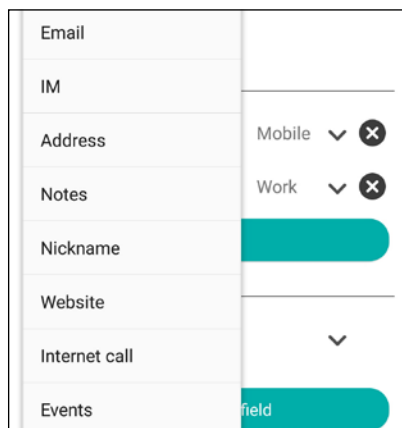 Email
IM
Address
Mobile
Notes
Work
Nickname
Website
Internet call
Events
field